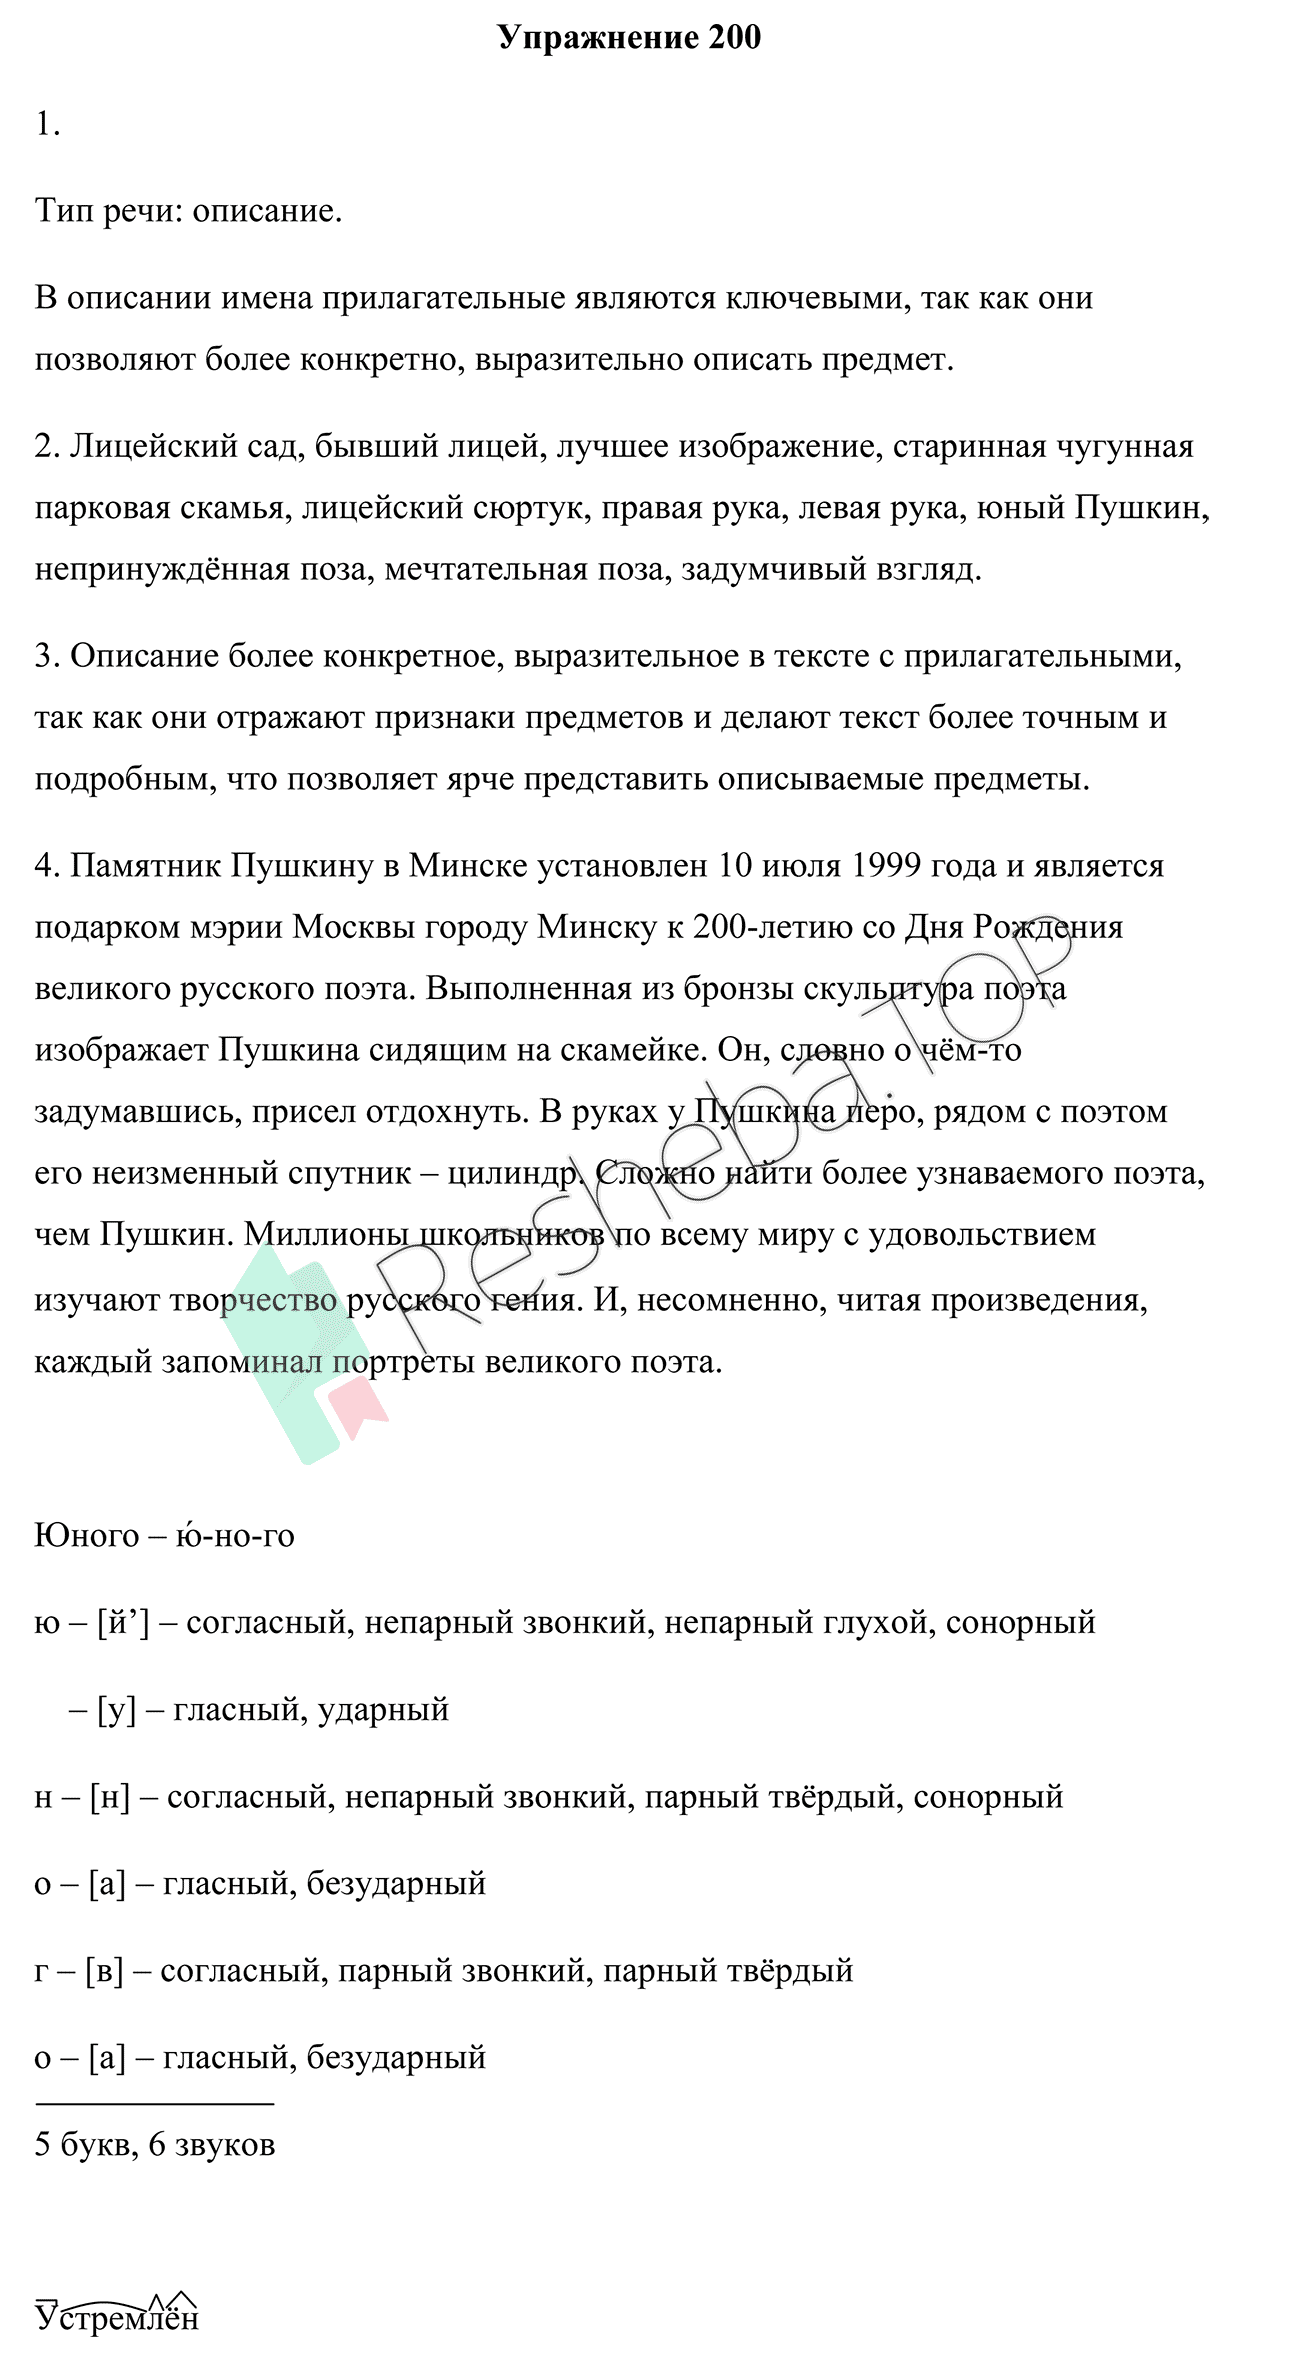 Упражнение 200
1.
Тип речи: описание.
В описании имена прилагательные являются ключевыми, так как они
позволяют более конкретно, выразительно описать предмет.
2. Лицейский сад, бывший лицей, лучшее изображение, старинная чугунная
парковая скамья, лицейский сюртук, правая рука, левая рука, юный Пушкин,
непринуждённая поза, мечтательная поза, задумчивый взгляд.
3. Описание более конкретное, выразительное в тексте с прилагательными,
так как они отражают признаки предметов и делают текст более точным и
подробным, что позволяет ярче представить описываемые предметы.
4. Памятник Пушкину в Минске установлен 10 июля 1999 года и является
подарком мэрии Москвы городу Минску к 200-летию со Дня Рождения
великого русского поэта. Выполненная из бронзы скульптура поэта
изображает Пушкина сидящим на скамейке. Он, словно о чём-то
задумавшись, присел отдохнуть. В руках у Пушкина перо, рядом с поэтом
его неизменный спутник – цилиндр. Сложно найти более узнаваемого поэта,
чем Пушкин. Миллионы школьников по всему миру с удовольствием
изучают творчество русского гения. И, несомненно, читая произведения,
каждый запоминал портреты великого поэта.
Resheba.TOP
Юного – ю́-но-го
ю – [й’] – согласный, непарный звонкий, непарный глухой, сонорный
– [у] – гласный, ударный
н – [н] – согласный, непарный звонкий, парный твёрдый, сонорный
о – [а] – гласный, безударный
г – [в] – согласный, парный звонкий, парный твёрдый
о – [а] – гласный, безударный
5 букв, 6 звуков
Устремлён